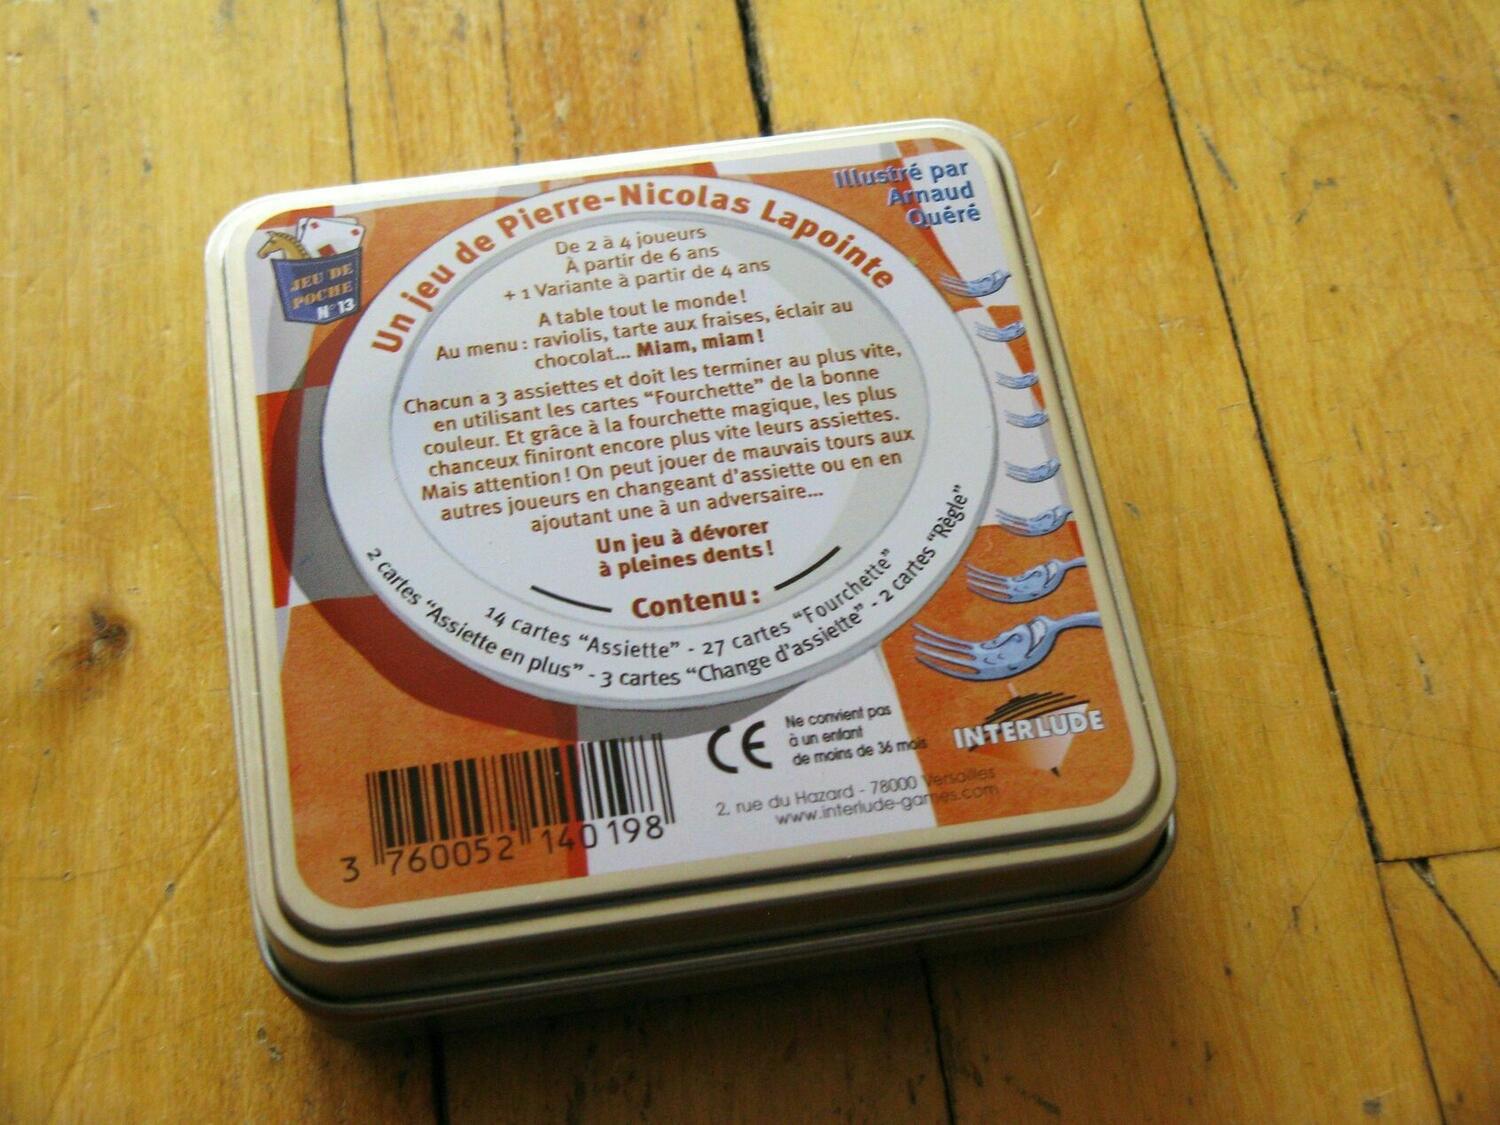 JEU DE
POCHE
N° 13
Un jeu de Pierre-Nicolas Lapointe
Illustré par
Arnaud
Quéré
De 2 à 4 joueurs
À partir de 6 ans
+ 1 Variante à partir de 4 ans
A table tout le monde !
Au menu : raviolis, tarte aux fraises, éclair au
chocolat... Miam, miam !
Chacun a 3 assiettes et doit les terminer au plus vite,
en utilisant les cartes “Fourchette” de la bonne
couleur. Et grâce à la fourchette magique, les plus
chanceux finiront encore plus vite leurs assiettes.
Mais attention ! On peut jouer de mauvais tours aux
autres joueurs en changeant d’assiette ou en en
ajoutant une à un adversaire...
Un jeu à dévorer
à pleines dents !
Contenu :
14 cartes “Assiette” - 27 cartes “Fourchette”
2 cartes “Assiette en plus” - 3 cartes “Change d’assiette” - 2 cartes “Règle”
INTERLUDE
CE
Ne convient pas
à un enfant
de moins de 36 mois
2, rue du Hazard - 78000 Versailles
www.interlude-games.com
3 760052 140198